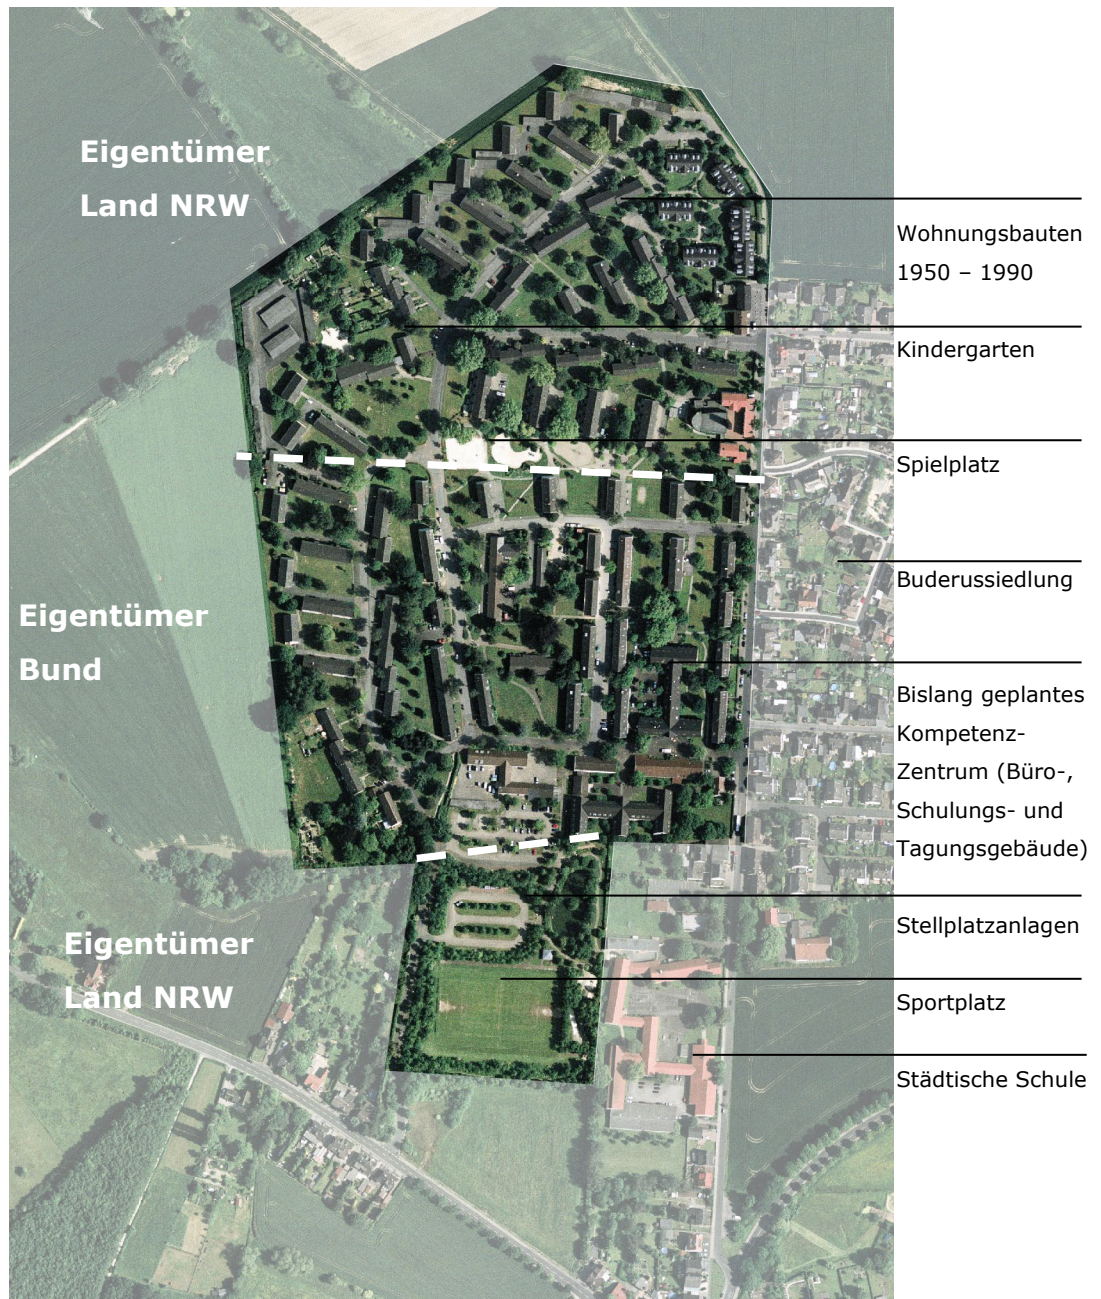 Eigentümer
Land NRW
Wohnungsbauten
1950 – 1990
Kindergarten
Spielplatz
Buderussiedlung
Eigentümer
Bund
Bislang geplantes
Kompetenz-
Zentrum (Büro-,
Schulungs- und
Tagungsgebäude)
Stellplatzanlagen
Eigentümer
Land NRW
Sportplatz
Städtische Schule